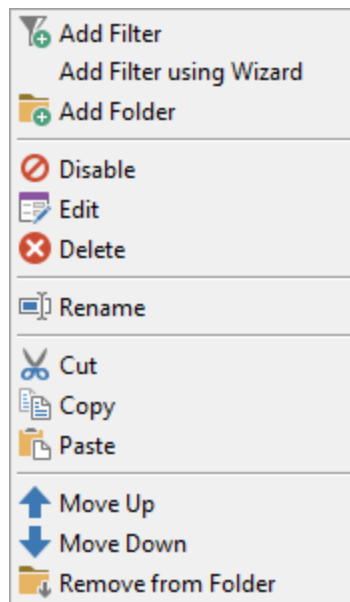 Add Filter
Add Filter using Wizard
Add Folder
Disable
Edit
Delete
Rename
Cut
Copy
Paste
Move Up
Move Down
Remove from Folder